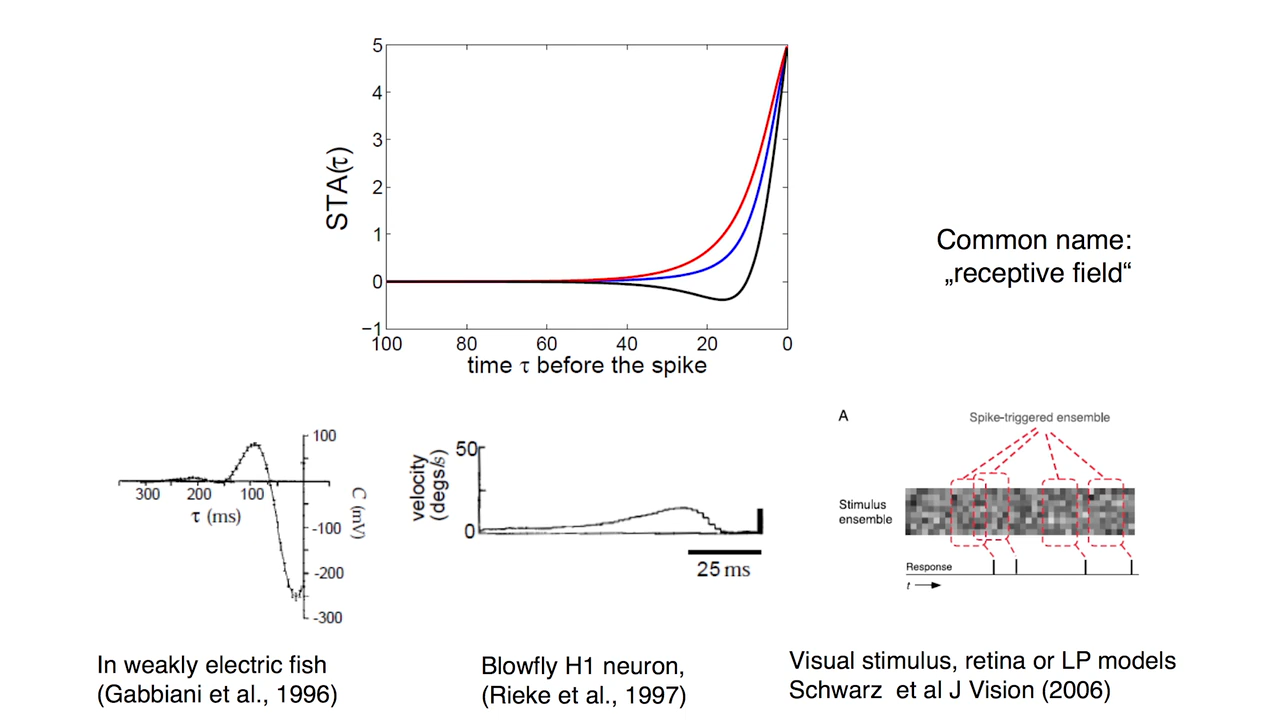 5
4
3
2
1
0
−1
STA(τ)
100 80 60 40 20 0
time τ before the spike
Common name:
„receptive field“
100
300 200 100
-100
-200
-300
τ (ms)
C (mV)
In weakly electric fish
(Gabbiani et al., 1996)
50
0
velocity
(degs/s)
25 ms
Blowfly H1 neuron,
(Rieke et al., 1997)
A
Spike-triggered ensemble
Stimulus
ensemble
Response
t
Visual stimulus, retina or LP models
Schwarz et al J Vision (2006)